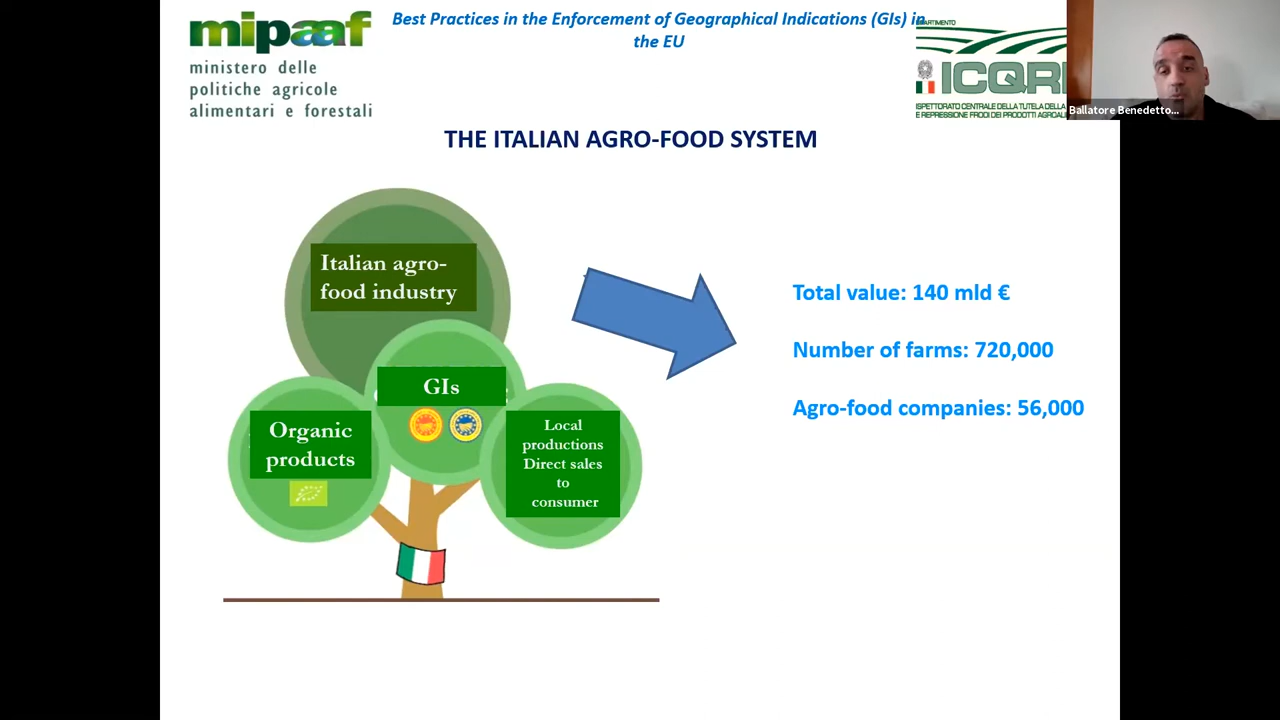 mipaaf
ministero delle
politiche agricole
alimentari e forestali
Best Practices in the Enforcement of Geographical Indications (GIs) in
the EU
ICQR
ISPETTORATO CENTRALE DELLA TUTELA DELLA
E REPRESSIONE FRODI DEI PRODOTTI AGROALI
Ballatore Benedetto...
THE ITALIAN AGRO-FOOD SYSTEM
Italian agro-
food industry
GIs
Organic
products
Local
productions
Direct sales
to
consumer
Total value: 140 mld €
Number of farms: 720,000
Agro-food companies: 56,000